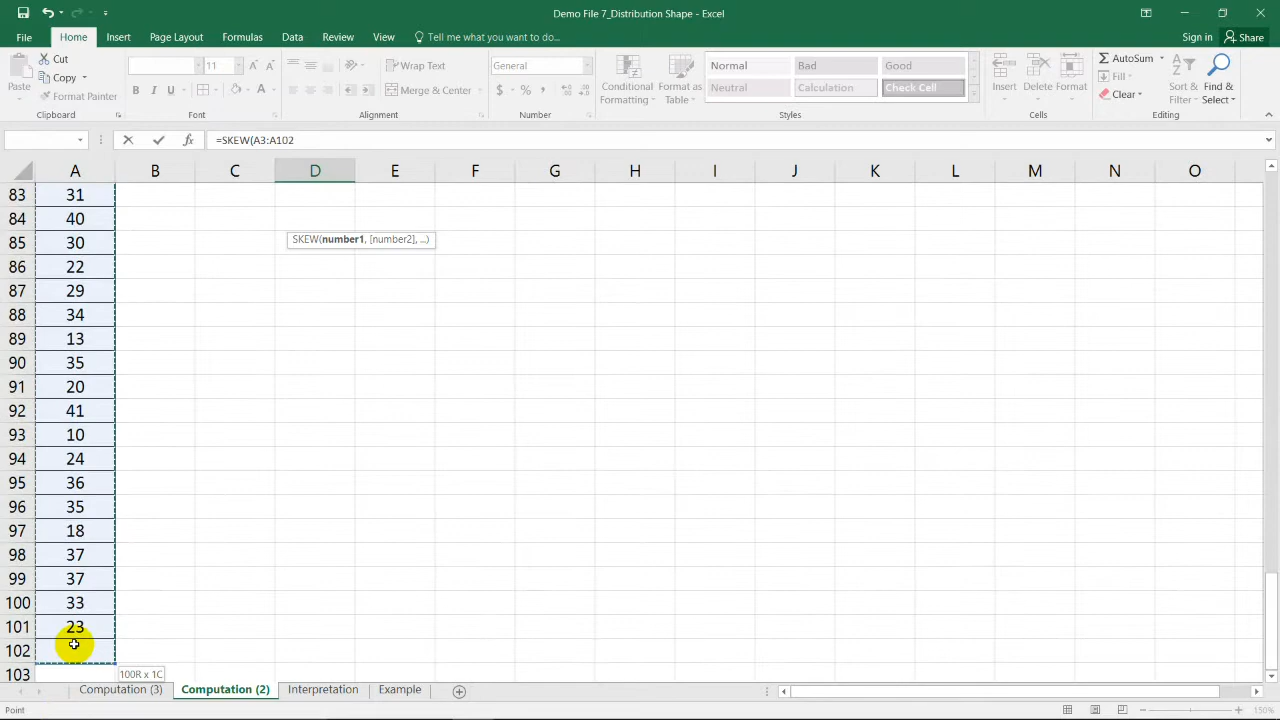 Demo File 7_Distribution Shape - Excel
File Home Insert Page Layout Formulas Data Review View Tell me what you want to do... Sign in Share
Cut
Copy
Format Painter
Paste
Clipboard
11
B I U A
Font
Wrap Text
Merge & Center
Alignment
General
$ % ,
Number
Conditional Formatting
Format as Table
Normal Bad Good
Neutral Calculation Check Cell
Styles
Insert Delete Format
Cells
AutoSum
Fill
Clear
Sort & Filter
Find & Select
Editing
fx =SKEW(A3:A102
A B C D E F G H I J K L M N O
83 31
84 40
85 30
SKEW(number1, [number2], ...)
86 22
87 29
88 34
89 13
90 35
91 20
92 41
93 10
94 24
95 36
96 35
97 18
98 37
99 37
100 33
101 23
102
103
100R x 1C
Computation (3) Computation (2) Interpretation Example
Point 150%